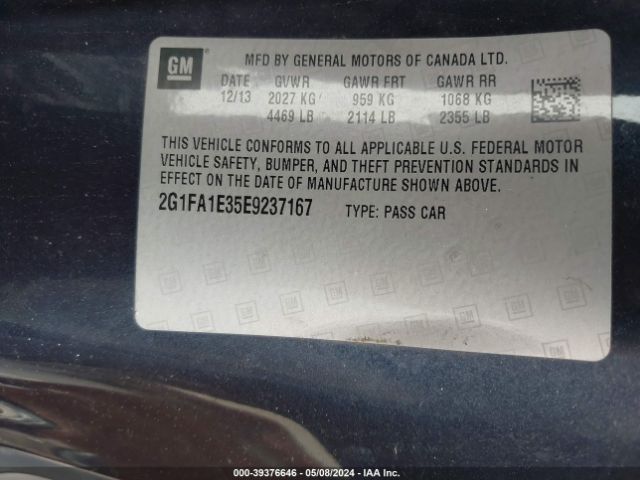 GM
MFD BY GENERAL MOTORS OF CANADA LTD.
DATE GVWR GAWR FRT GAWR RR
12/13 2027 KG 959 KG 1068 KG
4469 LB 2114 LB 2355 LB
THIS VEHICLE CONFORMS TO ALL APPLICABLE U.S. FEDERAL MOTOR
VEHICLE SAFETY, BUMPER, AND THEFT PREVENTION STANDARDS IN
EFFECT ON THE DATE OF MANUFACTURE SHOWN ABOVE.
2G1FA1E35E9237167 TYPE: PASS CAR
000-39376646 - 05/08/2024 - IAA Inc.